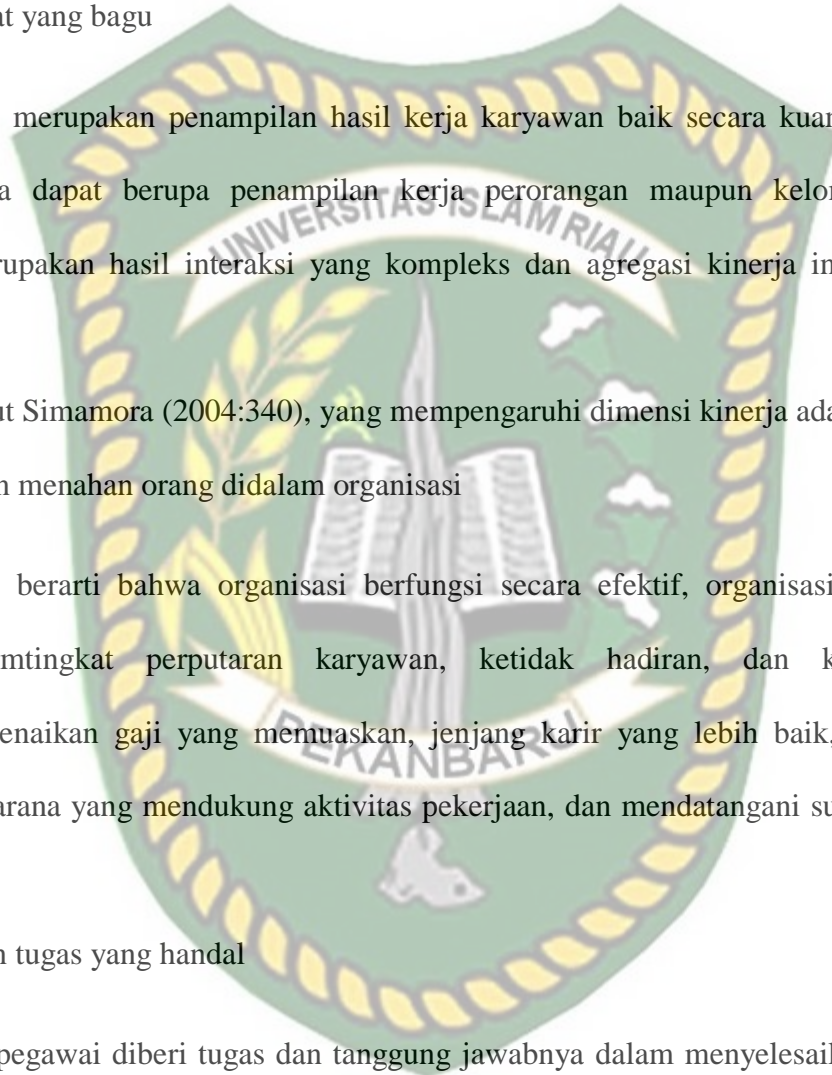 at yang bagu
merupakan penampilan hasil kerja karyawan baik secara kuan
a dapat berupa penampilan kerja perorangan maupun kelo
UNIVERSITAS ISLAM RIAU
rupakan hasil interaksi yang kompleks dan agregasi kinerja in
ut Simamora (2004:340), yang mempengaruhi dimensi kinerja ada
n menahan orang didalam organisasi
berarti bahwa organisasi berfungsi secara efektif, organisasi
mtingkat perputaran karyawan, ketidak hadiran, dan k
enaikan gaji yang memuaskan, jenjang karir yang lebih baik,
PEKANBARU
arana yang mendukung aktivitas pekerjaan, dan mendatangani su
n tugas yang handal
pegawai diberi tugas dan tanggung jawabnya dalam menyelesaik